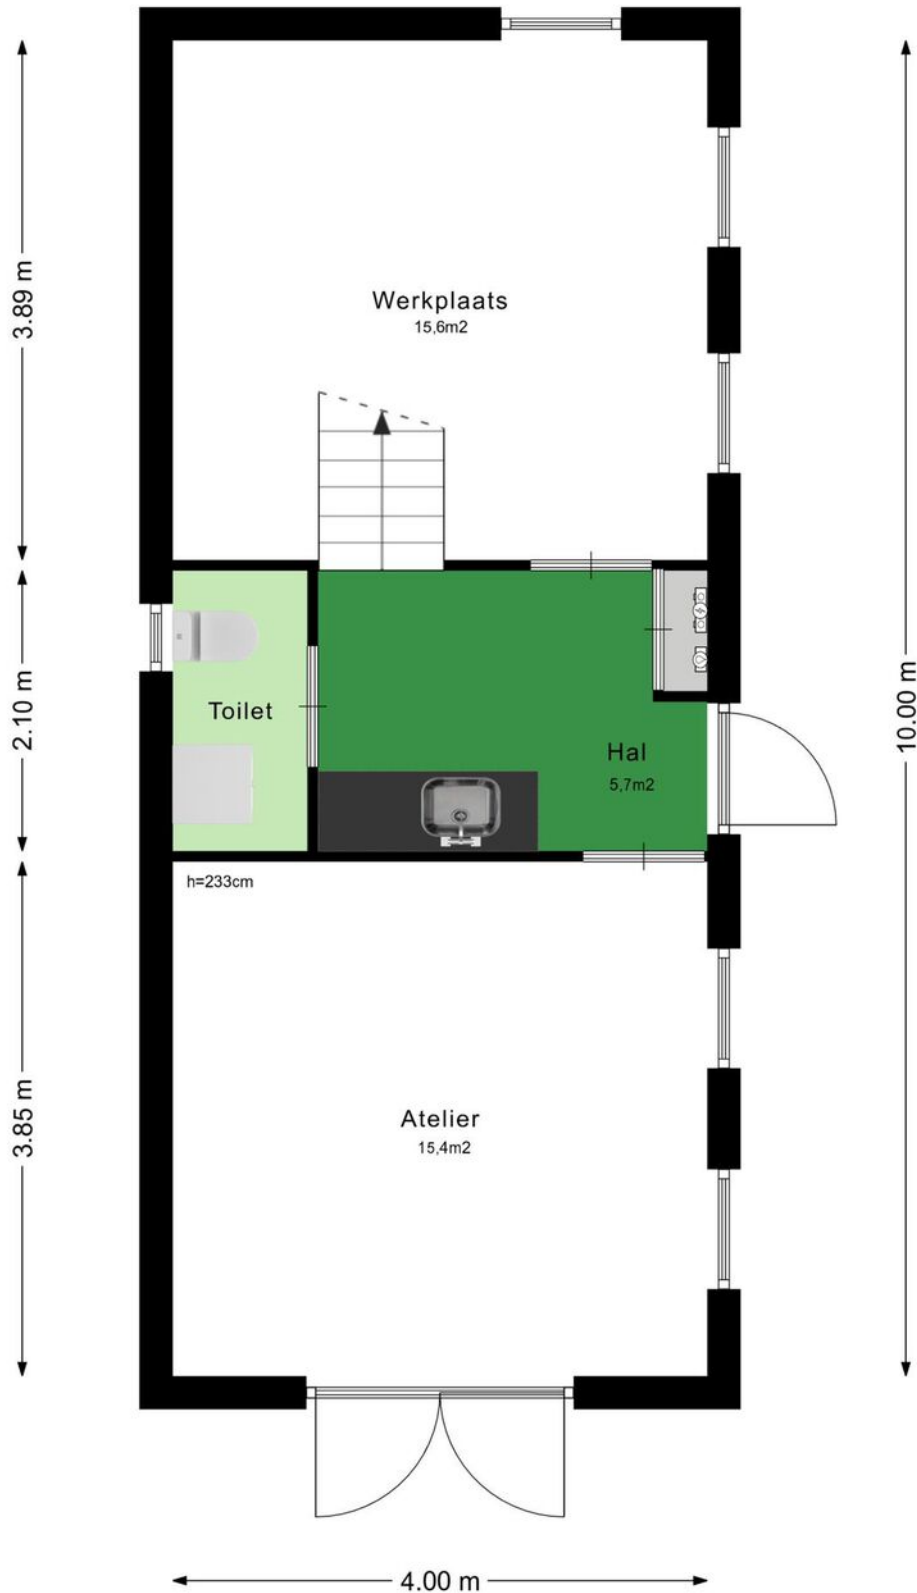 3.89 m
Werkplaats
15,6m2
2.10 m
Toilet
Hal
5,7m2
10.00 m
h=233cm
3.85 m
Atelier
15,4m2
4.00 m